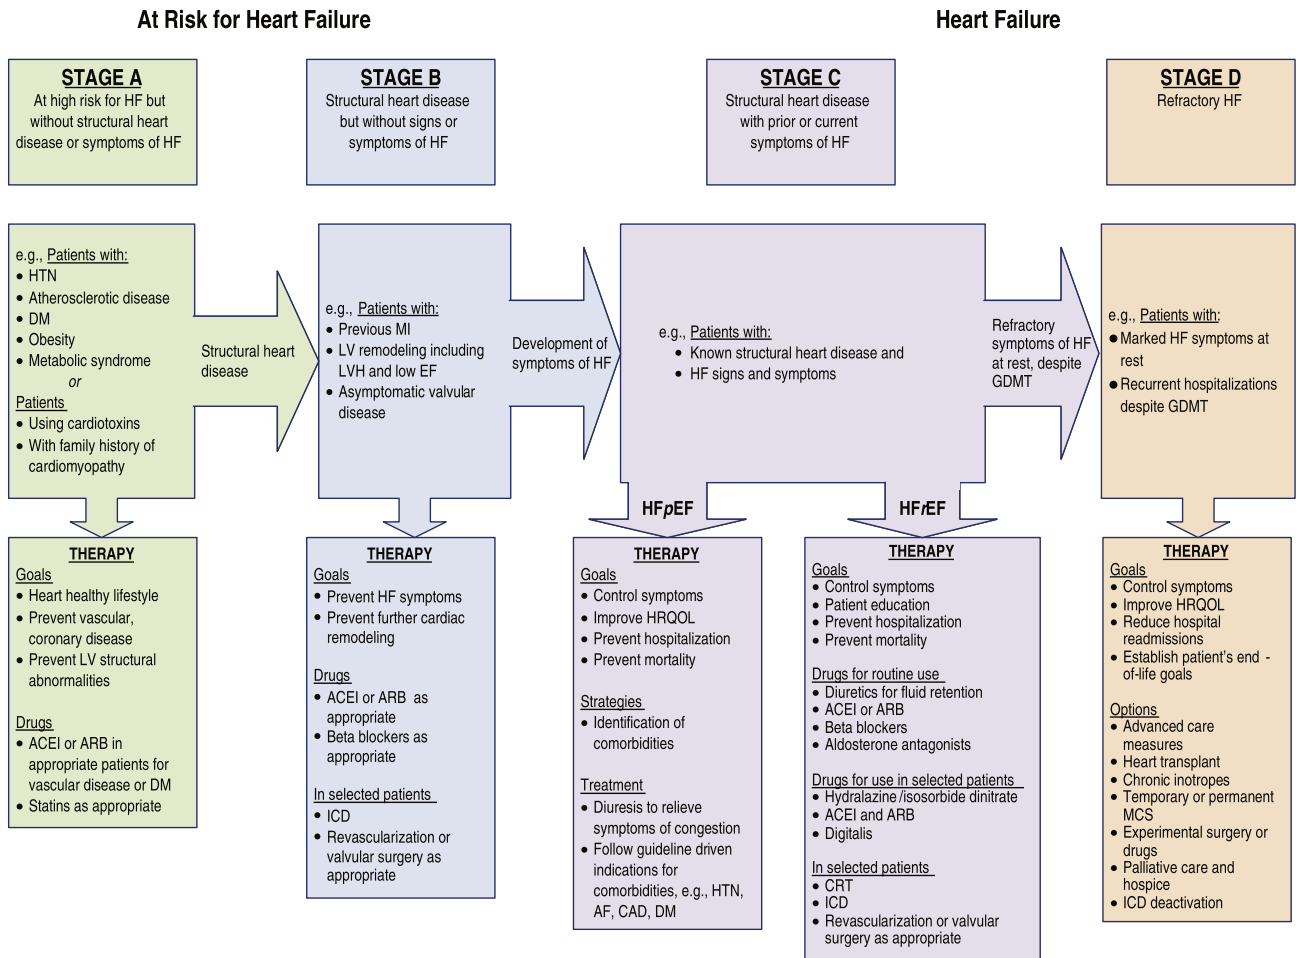 At Risk for Heart Failure
Heart Failure
STAGE A
At high risk for HF but
without structural heart
disease or symptoms of HF
STAGE B
Structural heart disease
but without signs or
symptoms of HF
STAGE C
Structural heart disease
with prior or current
symptoms of HF
STAGE D
Refractory HF
e.g., Patients with:
● HTN
● Atherosclerotic disease
● DM
● Obesity
● Metabolic syndrome
or
Patients
● Using cardiotoxins
● With family history of
cardiomyopathy
Structural heart
disease
e.g., Patients with:
● Previous MI
● LV remodeling including
LVH and low EF
● Asymptomatic valvular
disease
Development of
symptoms of HF
e.g., Patients with:
● Known structural heart disease and
● HF signs and symptoms
Refractory
symptoms of HF
at rest, despite
GDMT
e.g., Patients with:
● Marked HF symptoms at
rest
● Recurrent hospitalizations
despite GDMT
HFpEF
HFrEF
THERAPY
Goals
● Heart healthy lifestyle
● Prevent vascular,
coronary disease
● Prevent LV structural
abnormalities
Drugs
● ACEI or ARB in
appropriate patients for
vascular disease or DM
● Statins as appropriate
THERAPY
Goals
● Prevent HF symptoms
● Prevent further cardiac
remodeling
Drugs
● ACEI or ARB as
appropriate
● Beta blockers as
appropriate
In selected patients
● ICD
● Revascularization or
valvular surgery as
appropriate
THERAPY
Goals
● Control symptoms
● Improve HRQOL
● Prevent hospitalization
● Prevent mortality
Strategies
● Identification of
comorbidities
Treatment
● Diuresis to relieve
symptoms of congestion
● Follow guideline driven
indications for
comorbidities, e.g., HTN,
AF, CAD, DM
THERAPY
Goals
● Control symptoms
● Patient education
● Prevent hospitalization
● Prevent mortality
Drugs for routine use
● Diuretics for fluid retention
● ACEI or ARB
● Beta blockers
● Aldosterone antagonists
Drugs for use in selected patients
● Hydralazine/isosorbide dinitrate
● ACEI and ARB
● Digitalis
In selected patients
● CRT
● ICD
● Revascularization or valvular
surgery as appropriate
THERAPY
Goals
● Control symptoms
● Improve HRQOL
● Reduce hospital
readmissions
● Establish patient's end -
of-life goals
Options
● Advanced care
measures
● Heart transplant
● Chronic inotropes
● Temporary or permanent
MCS
● Experimental surgery or
drugs
● Palliative care and
hospice
● ICD deactivation